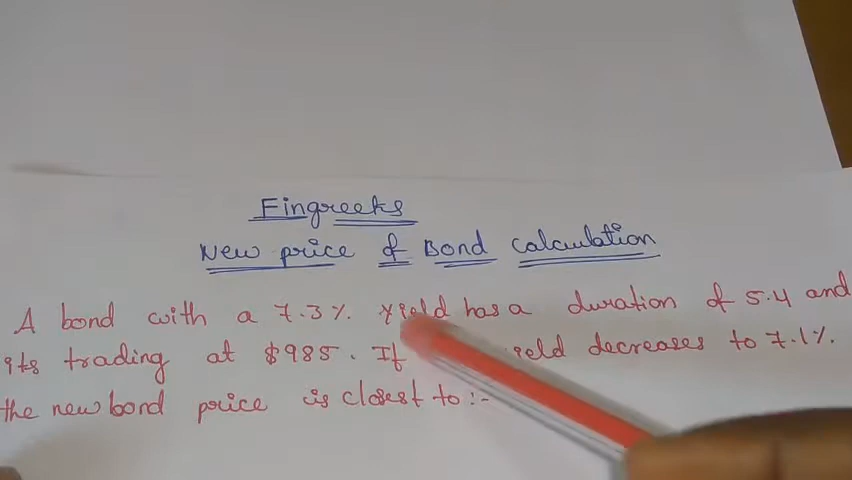 Fingreeks
New price of Bond calculation
A bond with a 7.3% yield has a duration of 5.4 and
its trading at $985. If decreases to 7.1%.
the new bond price is closest to :-